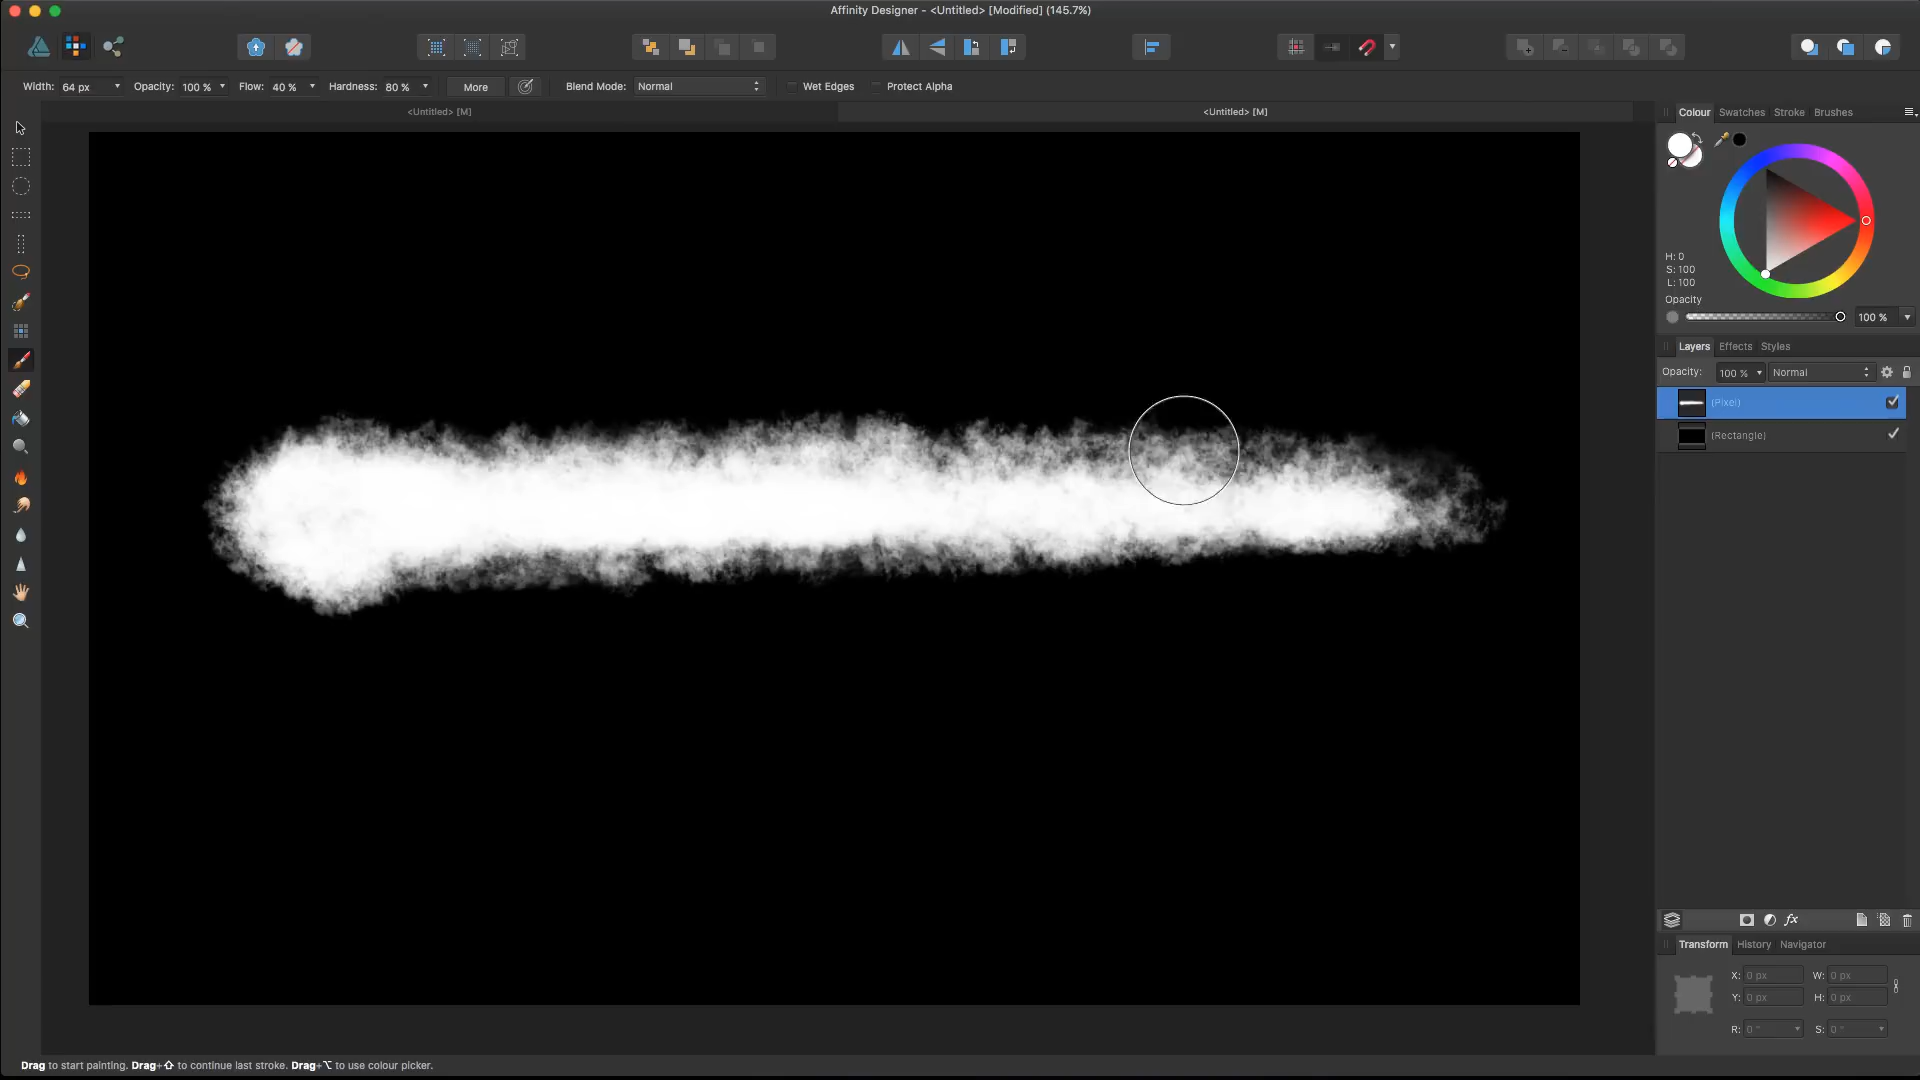 Affinity Designer - <Untitled> [Modified] (145.7%)
Width: 64 px Opacity: 100 % Flow: 40 % Hardness: 80 % More Blend Mode: Normal Wet Edges Protect Alpha
<Untitled> [M] <Untitled> [M]
Colour Swatches Stroke Brushes
H: 0
S: 100
L: 100
Opacity
100 %
Layers Effects Styles
Opacity: 100 % Normal
(Pixel)
(Rectangle)
fx
Transform History Navigator
X: 0 px W: 0 px
Y: 0 px H: 0 px
R: 0 ° S: 0 °
Drag to start painting. Drag+⇧ to continue last stroke. Drag+⌥ to use colour picker.